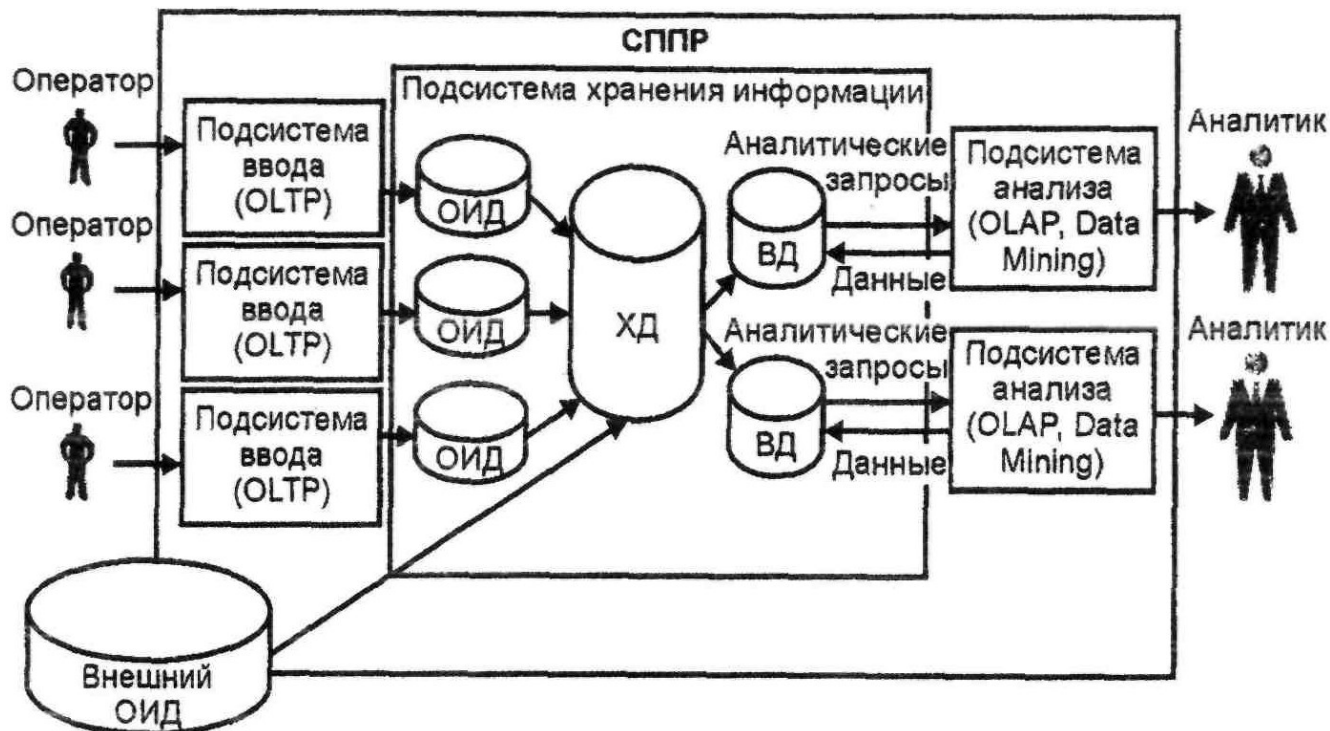 СППР
Оператор
Подсистема
ввода
(OLTP)
Оператор
Подсистема
ввода
(OLTP)
Оператор
Подсистема
ввода
(OLTP)
Внешний
ОИД
Подсистема хранения информации
ОИД
ОИД
ОИД
ХД
ВД
ВД
Аналитические
запросы
Данные
Аналитические
запросы
Данные
Подсистема
анализа
(OLAP, Data
Mining)
Подсистема
анализа
(OLAP, Data
Mining)
Аналитик
Аналитик